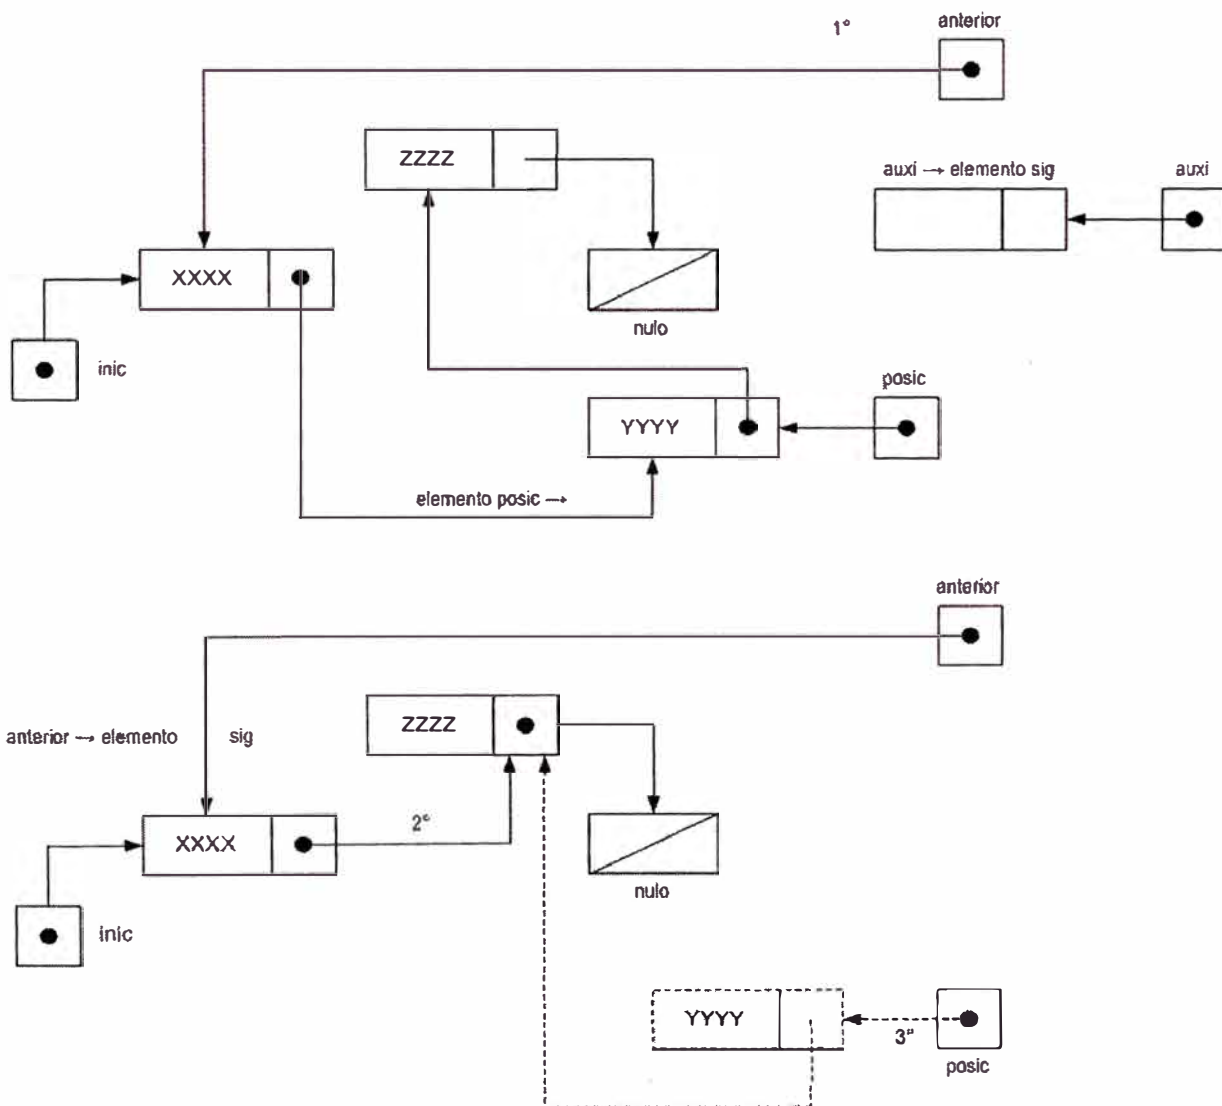 anterior
1°
ZZZZ
auxi → elemento sig
auxi
XXXX
nulo
inic
posic
YYYY
elemento posic →
anterior
ZZZZ
anterior → elemento sig
2°
XXXX
nulo
inic
YYYY
3°
posic